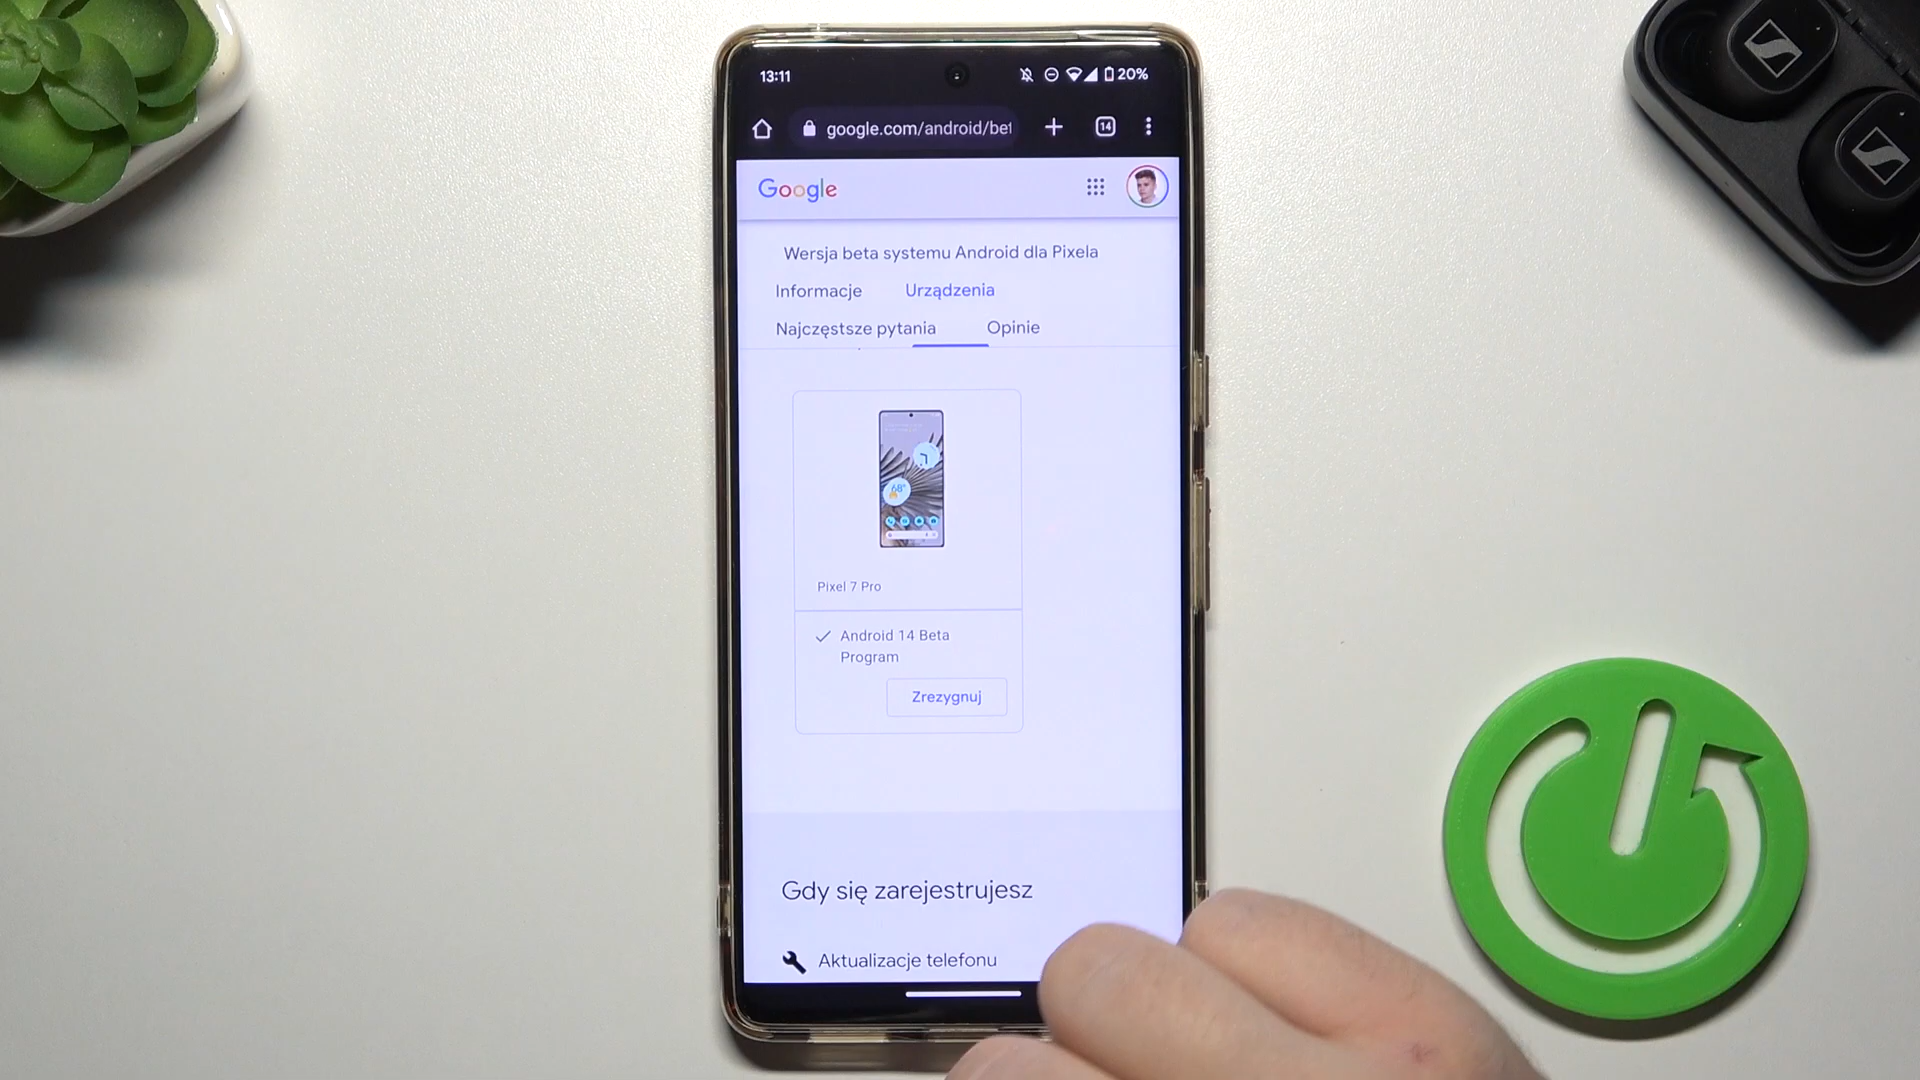 13:11
20%
google.com/android/bet
14
Google
Wersja beta systemu Android dla Pixela
Informacje
Urządzenia
Najczęstsze pytania
Opinie
68°
Pixel 7 Pro
Android 14 Beta
Program
Zrezygnuj
Gdy się zarejestrujesz
Aktualizacje telefonu